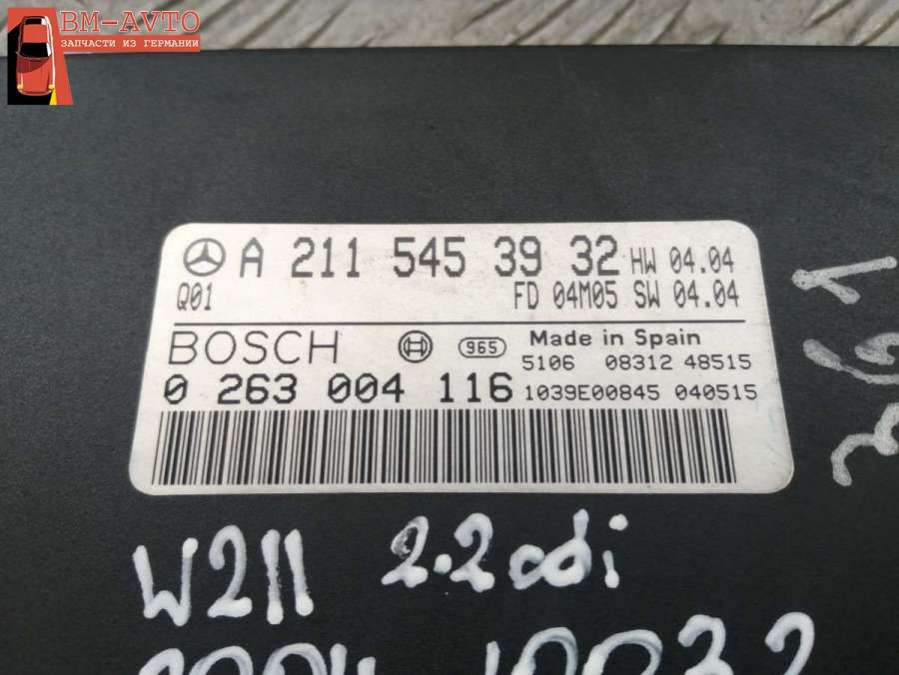 BM-AVTO
ЗАПЧАСТИ ИЗ ГЕРМАНИИ
A 211 545 39 32 HW 04.04
Q01 FD 04M05 SW 04.04
BOSCH 965 Made in Spain
5106 08312 48515
0 263 004 116 1039E00845 040515
361
W211 2.2cdi